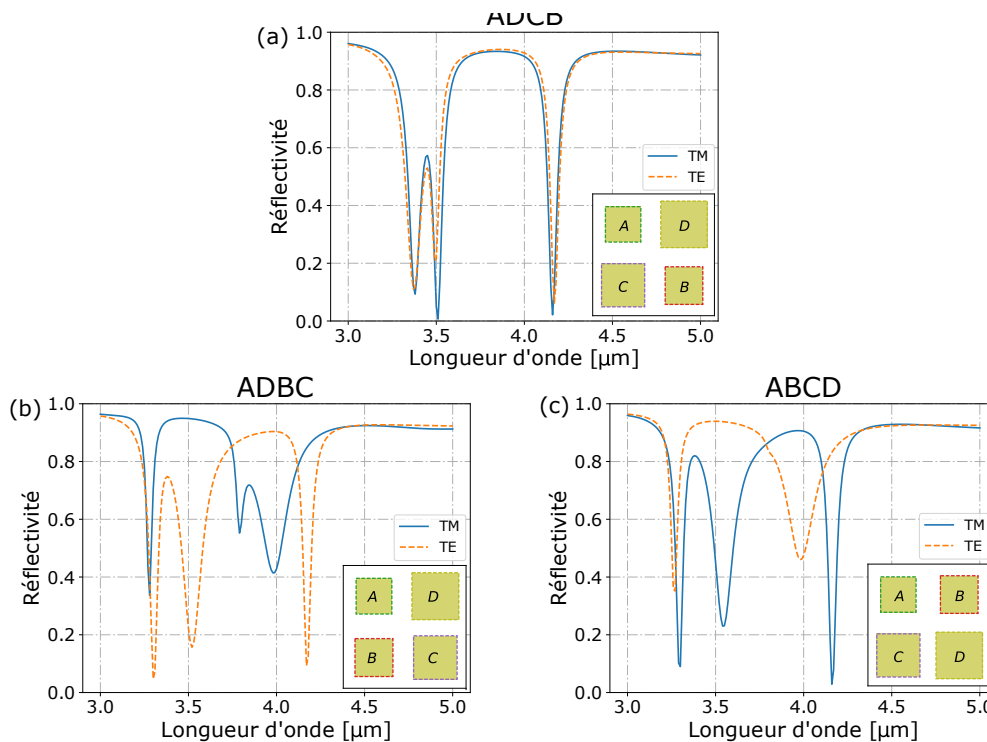 ADCB
(a)
1.0
0.8
0.6
0.4
0.2
0.0
Réflectivité
TM
TE
A
D
C
B
3.0 3.5 4.0 4.5 5.0
Longueur d'onde [µm]
(b)
ADBC
1.0
0.8
0.6
0.4
0.2
0.0
Réflectivité
TM
TE
A
D
B
C
3.0 3.5 4.0 4.5 5.0
Longueur d'onde [µm]
(c)
ABCD
1.0
0.8
0.6
0.4
0.2
0.0
Réflectivité
TM
TE
A
B
C
D
3.0 3.5 4.0 4.5 5.0
Longueur d'onde [µm]